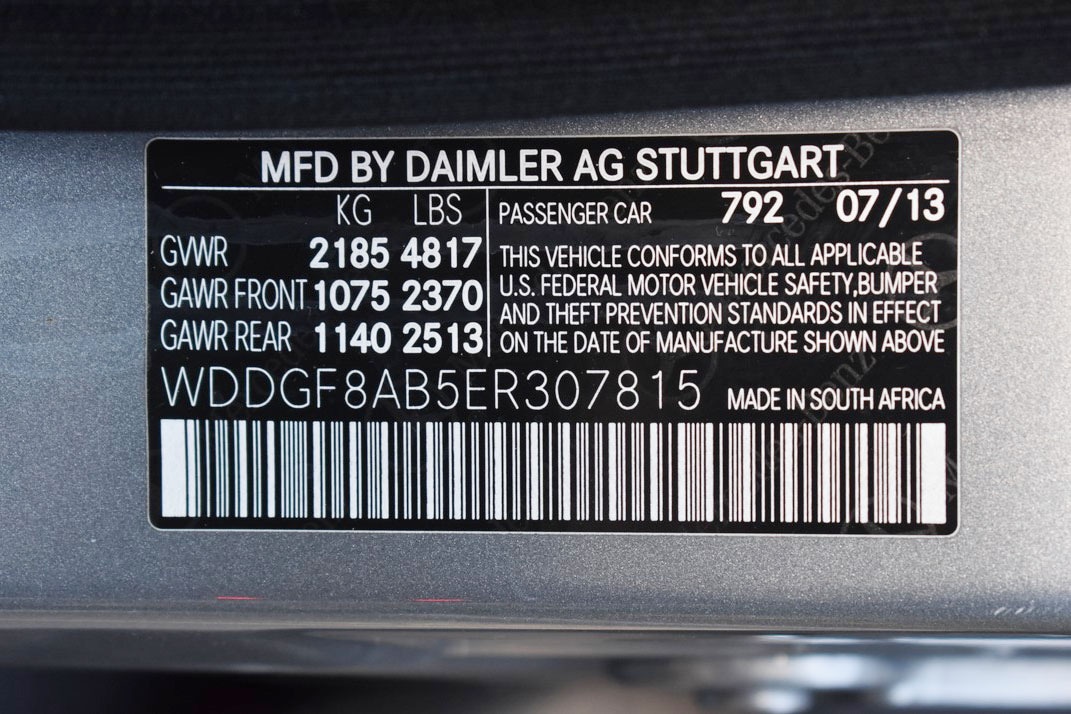 MFD BY DAIMLER AG STUTTGART
KG LBS
GVWR 2185 4817
GAWR FRONT 1075 2370
GAWR REAR 1140 2513
PASSENGER CAR 792 07/13
THIS VEHICLE CONFORMS TO ALL APPLICABLE
U.S. FEDERAL MOTOR VEHICLE SAFETY,BUMPER
AND THEFT PREVENTION STANDARDS IN EFFECT
ON THE DATE OF MANUFACTURE SHOWN ABOVE
WDDGF8AB5ER307815 MADE IN SOUTH AFRICA